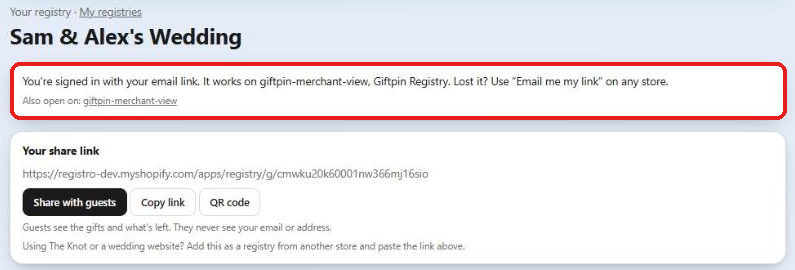 Your registry · My registries
Sam & Alex's Wedding
You're signed in with your email link. It works on giftpin-merchant-view, Giftpin Registry. Lost it? Use “Email me my link” on any store.
Also open on: giftpin-merchant-view
Your share link
https://registro-dev.myshopify.com/apps/registry/g/cmwku20k60001nw366mj16sio
Share with guests Copy link QR code
Guests see the gifts and what's left. They never see your email or address.
Using The Knot or a wedding website? Add this as a registry from another store and paste the link above.